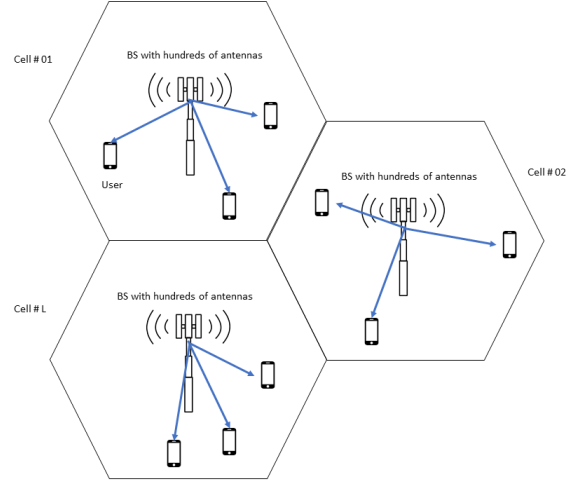 Cell # 01
BS with hundreds of antennas
User
BS with hundreds of antennas
Cell # 02
Cell # L
BS with hundreds of antennas